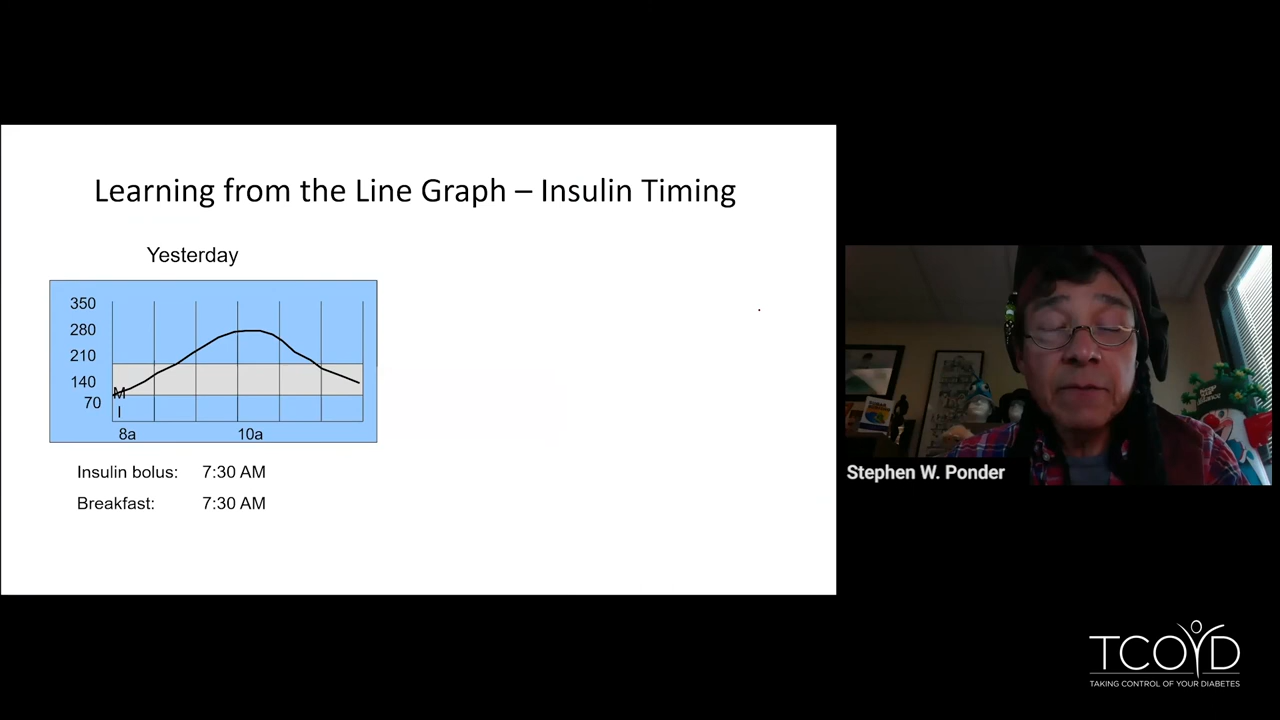 Learning from the Line Graph – Insulin Timing
Yesterday
350
280
210
140
70
M
I
8a
10a
Insulin bolus: 7:30 AM
Breakfast: 7:30 AM
Stephen W. Ponder
TCOYD
TAKING CONTROL OF YOUR DIABETES